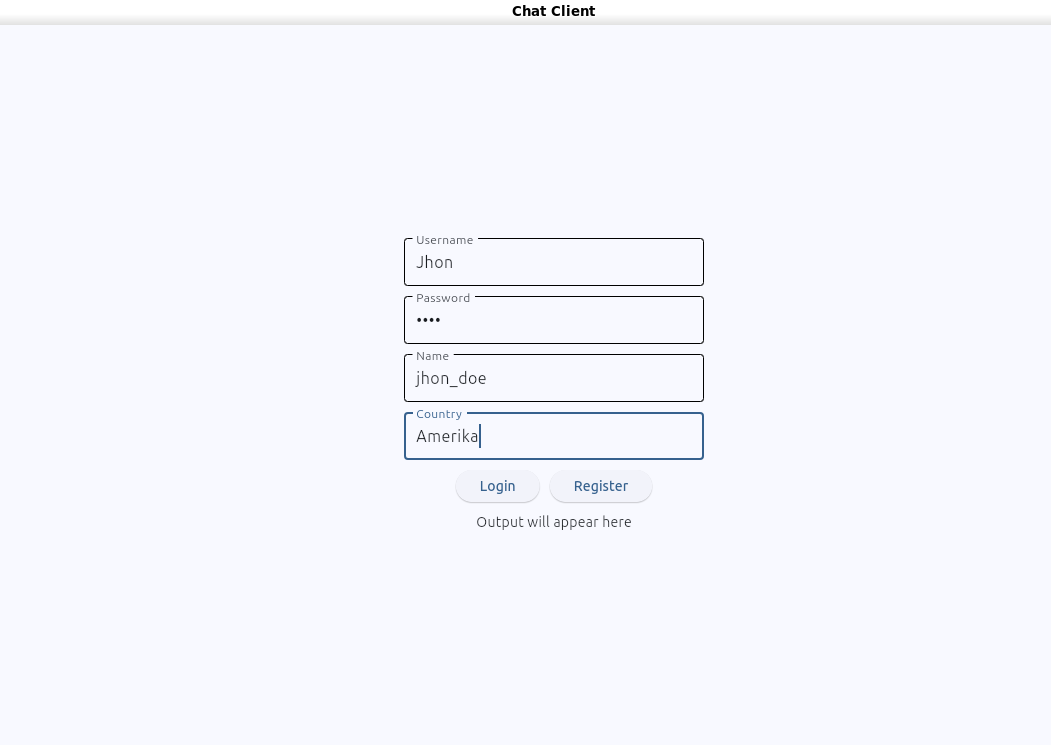 Chat Client
Username
Jhon
Password
••••
Name
jhon_doe
Country
Amerika
Login Register
Output will appear here